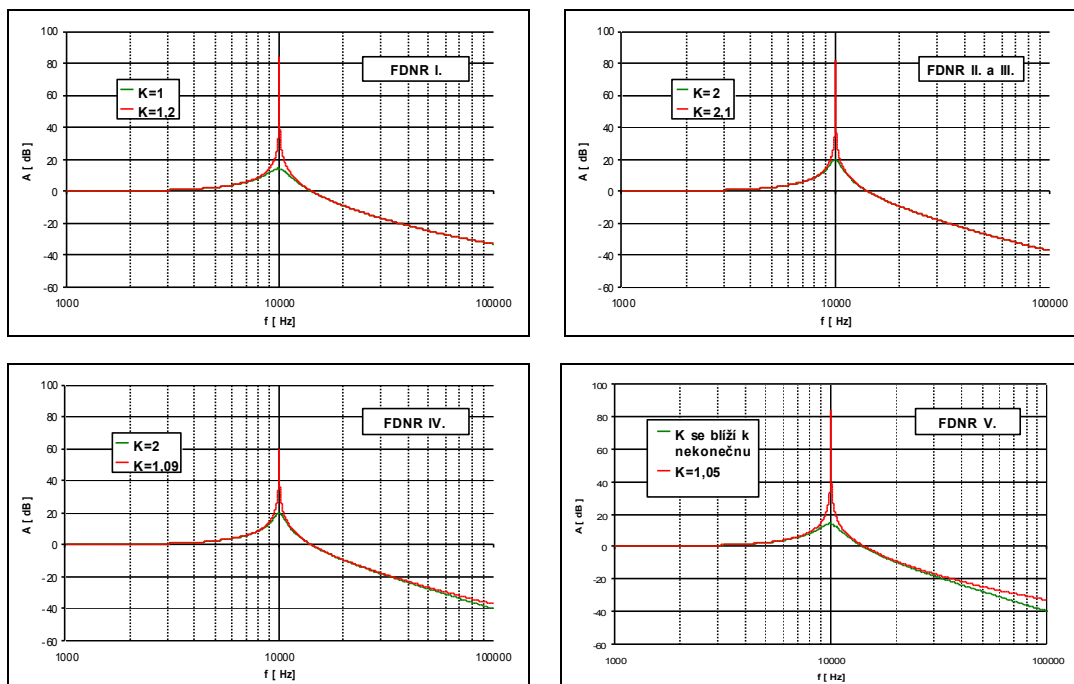 FDNR I.
K=1
K=1,2
A [ dB]
100
80
60
40
20
0
-20
-40
-60
1000
10000
100000
f [ Hz]
FDNR II. a III.
K=2
K=2,1
A [ dB]
100
80
60
40
20
0
-20
-40
-60
1000
10000
100000
f [ Hz]
FDNR IV.
K=2
K=1,09
A [ dB]
100
80
60
40
20
0
-20
-40
-60
1000
10000
100000
f [ Hz]
FDNR V.
K se blíží k
nekonečnu
K=1,05
A [ dB]
100
80
60
40
20
0
-20
-40
-60
1000
10000
100000
f [ Hz]